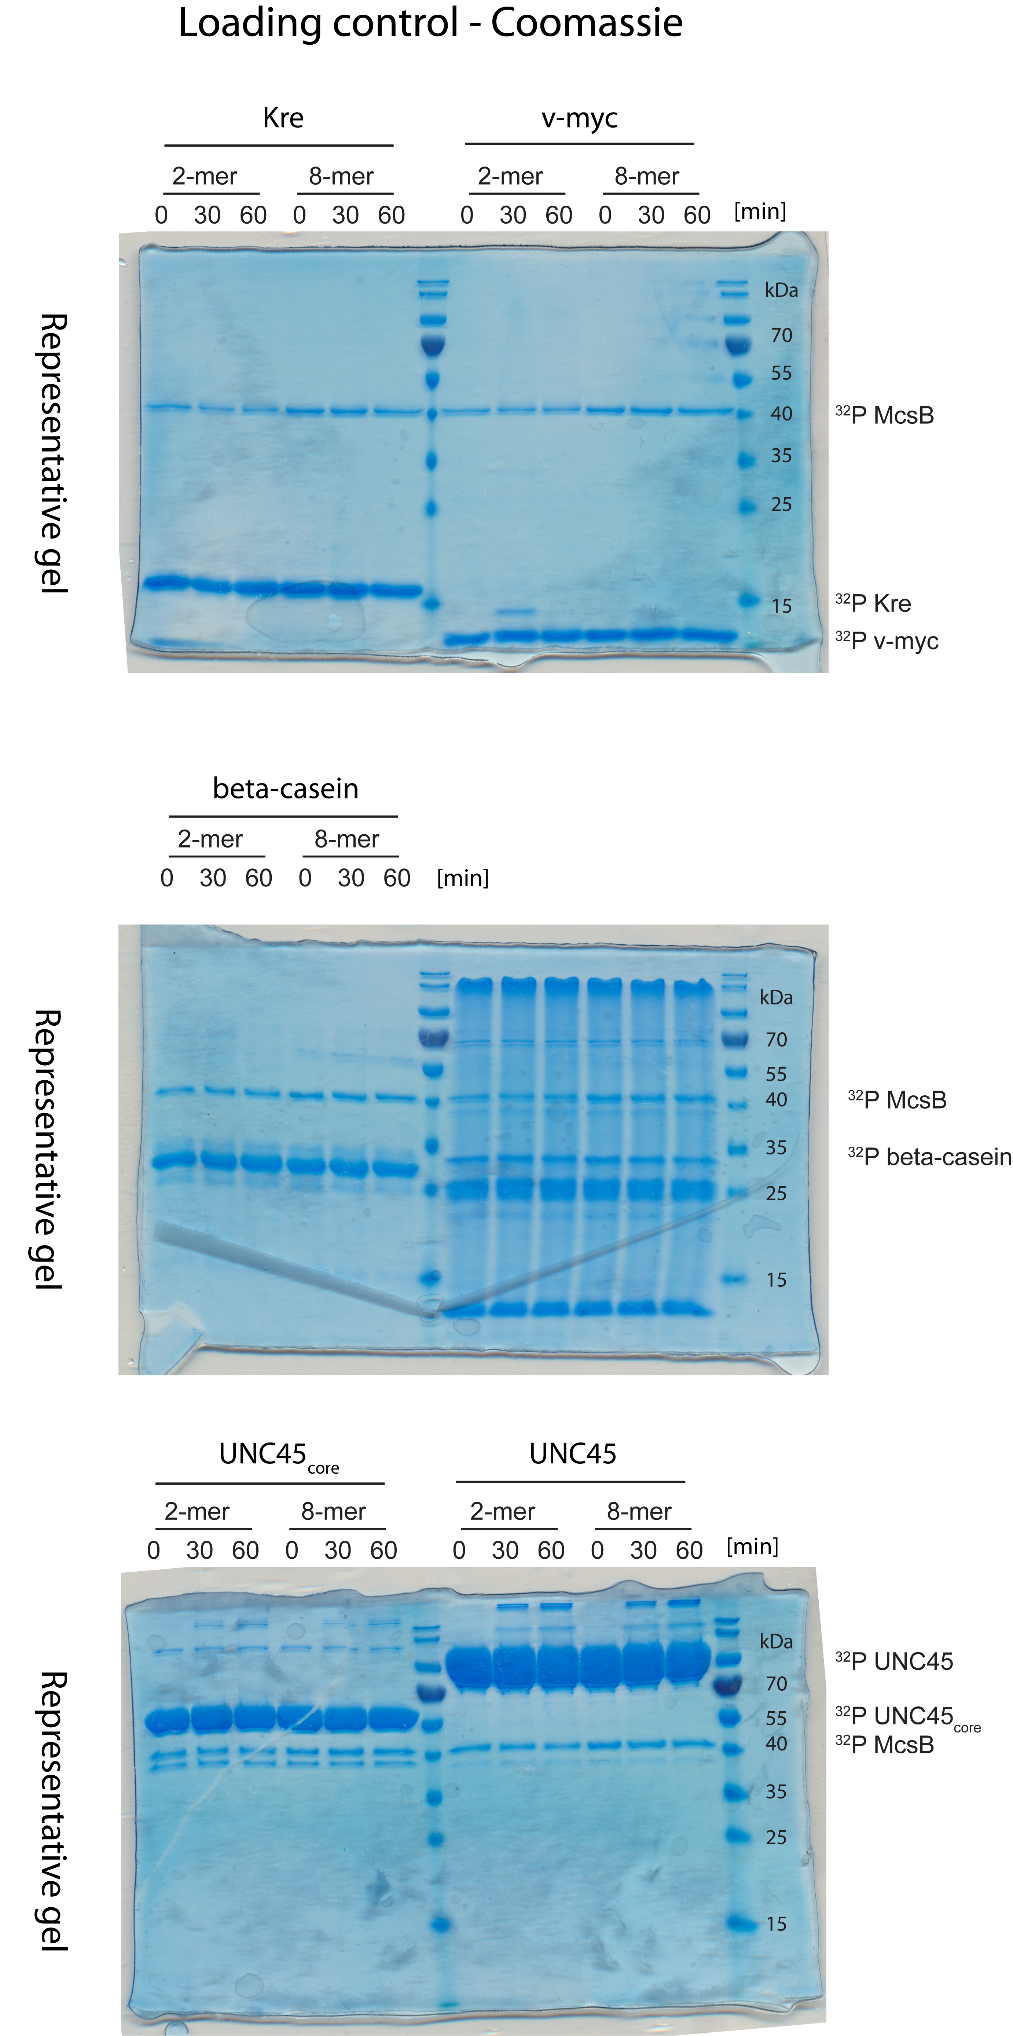 Loading control - Coomassie
Kre v-myc
2-mer 8-mer 2-mer 8-mer
0 30 60 0 30 60 0 30 60 0 30 60 [min]
Representative gel
kDa
70
55
40
35
25
15
32P McsB
32P Kre
32P v-myc
beta-casein
2-mer 8-mer
0 30 60 0 30 60 [min]
Representative gel
kDa
70
55
40
35
25
15
32P McsB
32P beta-casein
UNC45core UNC45
2-mer 8-mer 2-mer 8-mer
0 30 60 0 30 60 0 30 60 0 30 60 [min]
Representative gel
kDa
70
55
40
35
25
15
32P UNC45
32P UNC45core
32P McsB